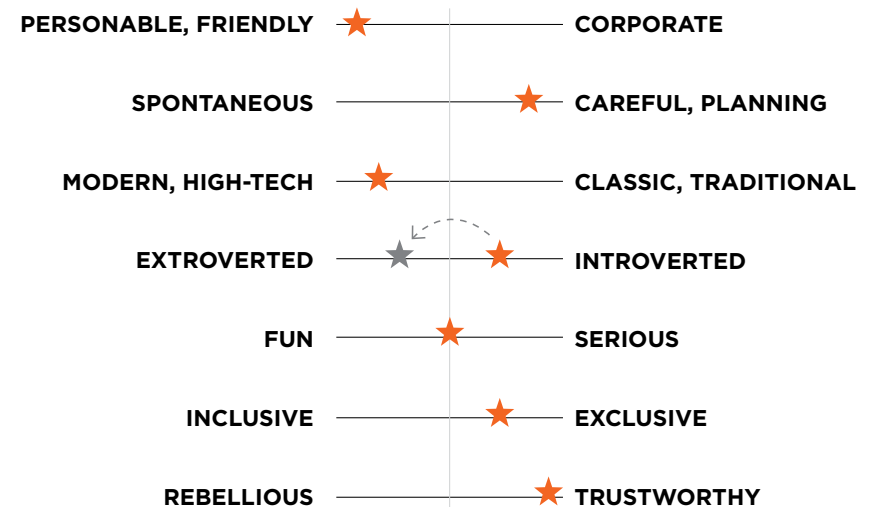 PERSONABLE, FRIENDLY CORPORATE
SPONTANEOUS CAREFUL, PLANNING
MODERN, HIGH-TECH CLASSIC, TRADITIONAL
EXTROVERTED INTROVERTED
FUN SERIOUS
INCLUSIVE EXCLUSIVE
REBELLIOUS TRUSTWORTHY